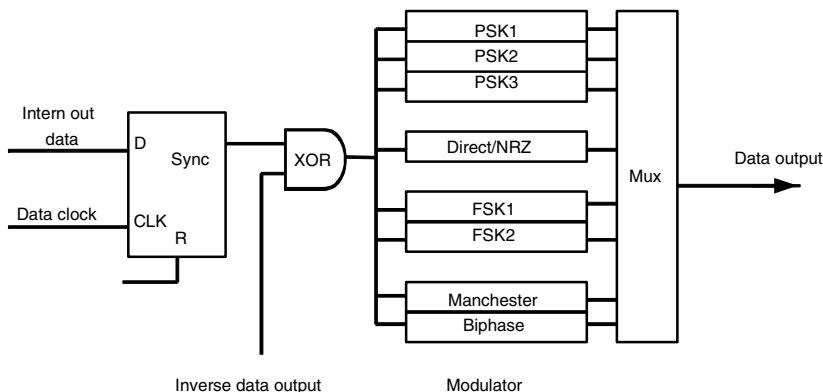 Intern out
data
Data clock
D
Sync
CLK
R
XOR
PSK1
PSK2
PSK3
Direct/NRZ
FSK1
FSK2
Manchester
Biphase
Mux
Data output
Inverse data output
Modulator